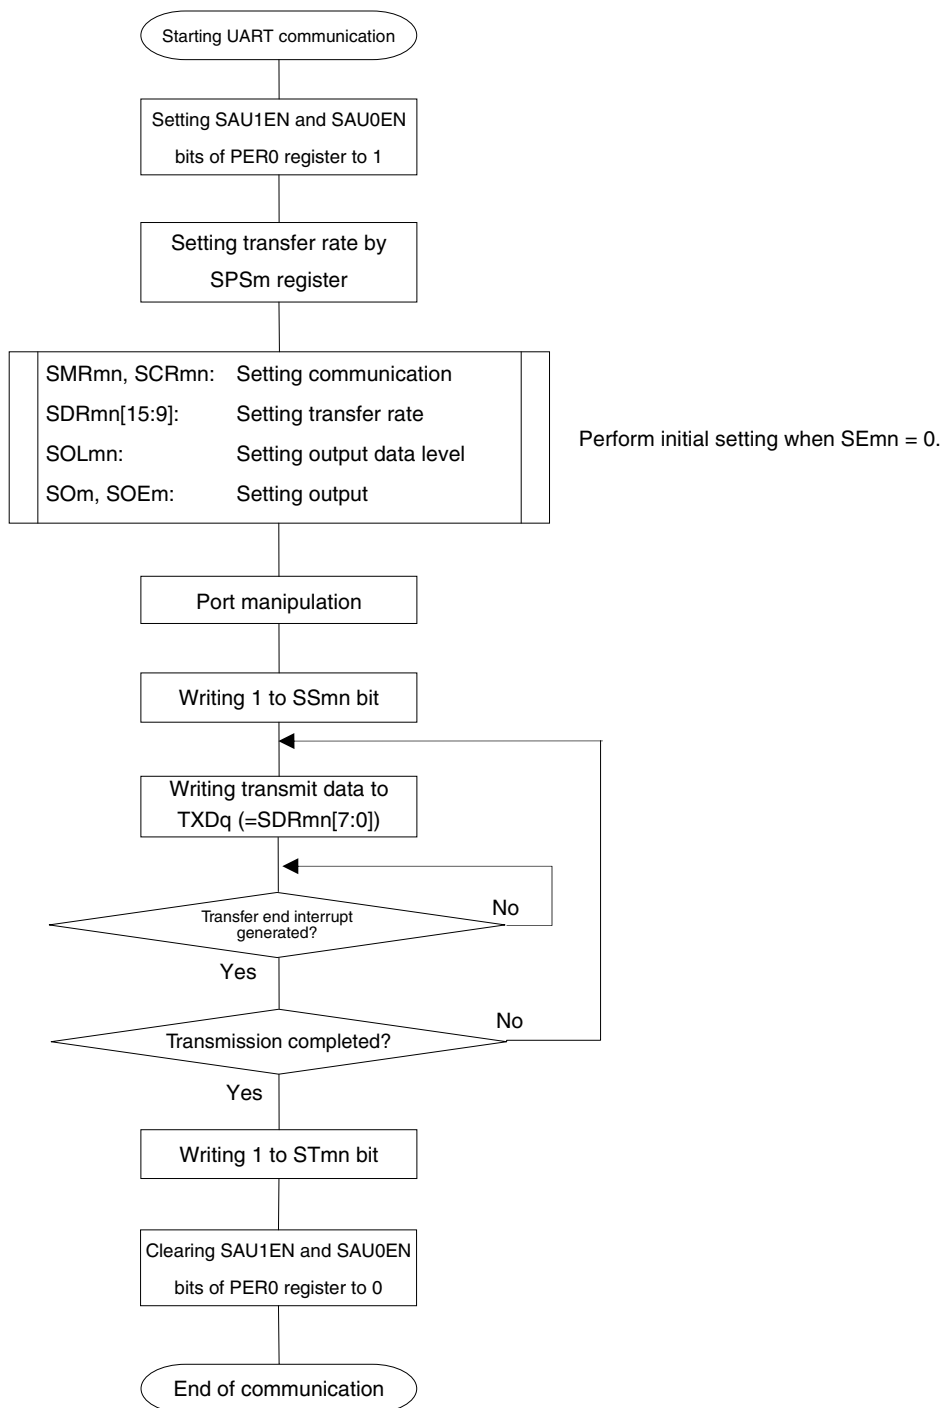 Starting UART communication
Setting SAU1EN and SAU0EN
bits of PER0 register to 1
Setting transfer rate by
SPSm register
SMRmn, SCRmn: Setting communication
SDRmn[15:9]: Setting transfer rate
SOLmn: Setting output data level
SOm, SOEm: Setting output
Perform initial setting when SEmn = 0.
Port manipulation
Writing 1 to SSmn bit
Writing transmit data to
TXDq (=SDRmn[7:0])
Transfer end interrupt
generated?
No
Yes
Transmission completed?
No
Yes
Writing 1 to STmn bit
Clearing SAU1EN and SAU0EN
bits of PER0 register to 0
End of communication